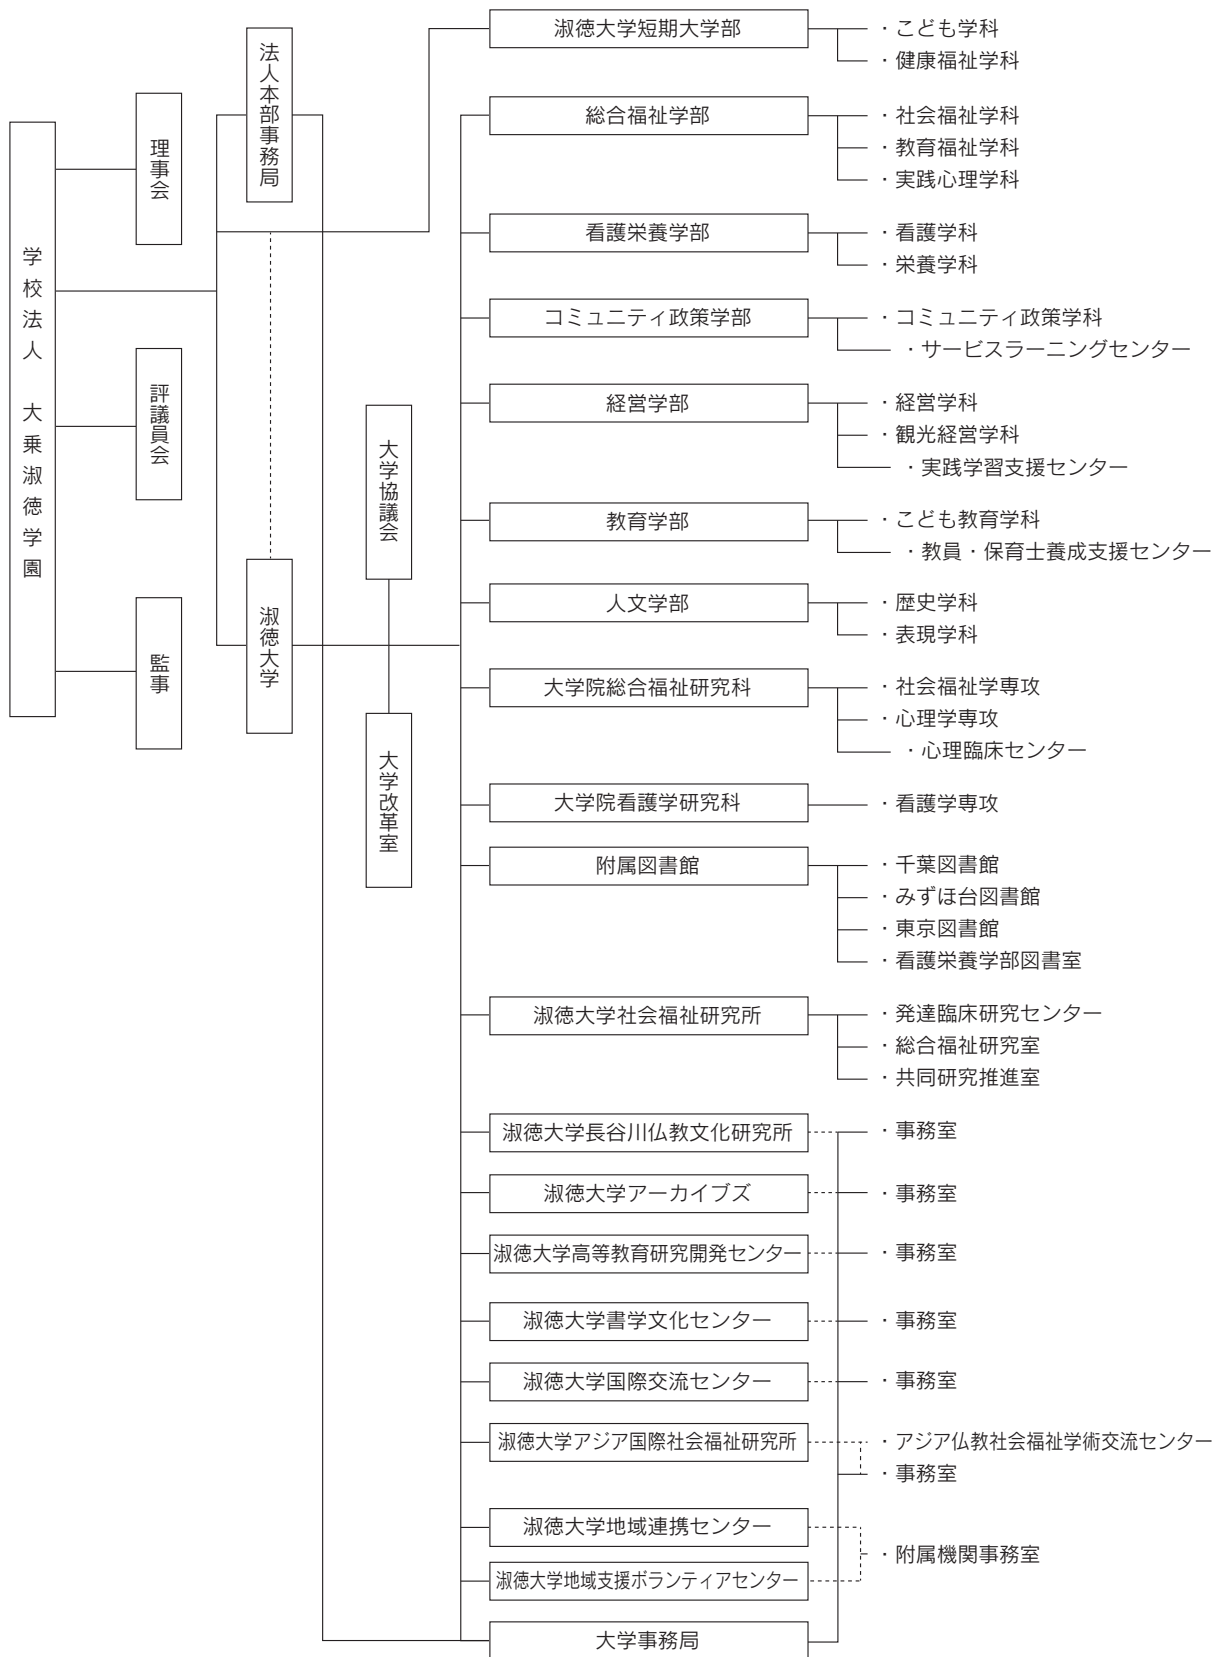 学校法人 大乗淑徳学園
理事会
評議員会
監事
法人本部事務局
淑徳大学
大学協議会
大学改革室
淑徳大学短期大学部
・こども学科
・健康福祉学科
総合福祉学部
・社会福祉学科
・教育福祉学科
・実践心理学科
看護栄養学部
・看護学科
・栄養学科
コミュニティ政策学部
・コミュニティ政策学科
・サービスラーニングセンター
経営学部
・経営学科
・観光経営学科
・実践学習支援センター
教育学部
・こども教育学科
・教員・保育士養成支援センター
人文学部
・歴史学科
・表現学科
大学院総合福祉研究科
・社会福祉学専攻
・心理学専攻
・心理臨床センター
大学院看護学研究科
・看護学専攻
附属図書館
・千葉図書館
・みずほ台図書館
・東京図書館
・看護栄養学部図書室
淑徳大学社会福祉研究所
・発達臨床研究センター
・総合福祉研究室
・共同研究推進室
淑徳大学長谷川仏教文化研究所
・事務室
淑徳大学アーカイブズ
・事務室
淑徳大学高等教育研究開発センター
・事務室
淑徳大学書学文化センター
・事務室
淑徳大学国際交流センター
・事務室
淑徳大学アジア国際社会福祉研究所
・アジア仏教社会福祉学術交流センター
・事務室
淑徳大学地域連携センター
・附属機関事務室
淑徳大学地域支援ボランティアセンター
大学事務局